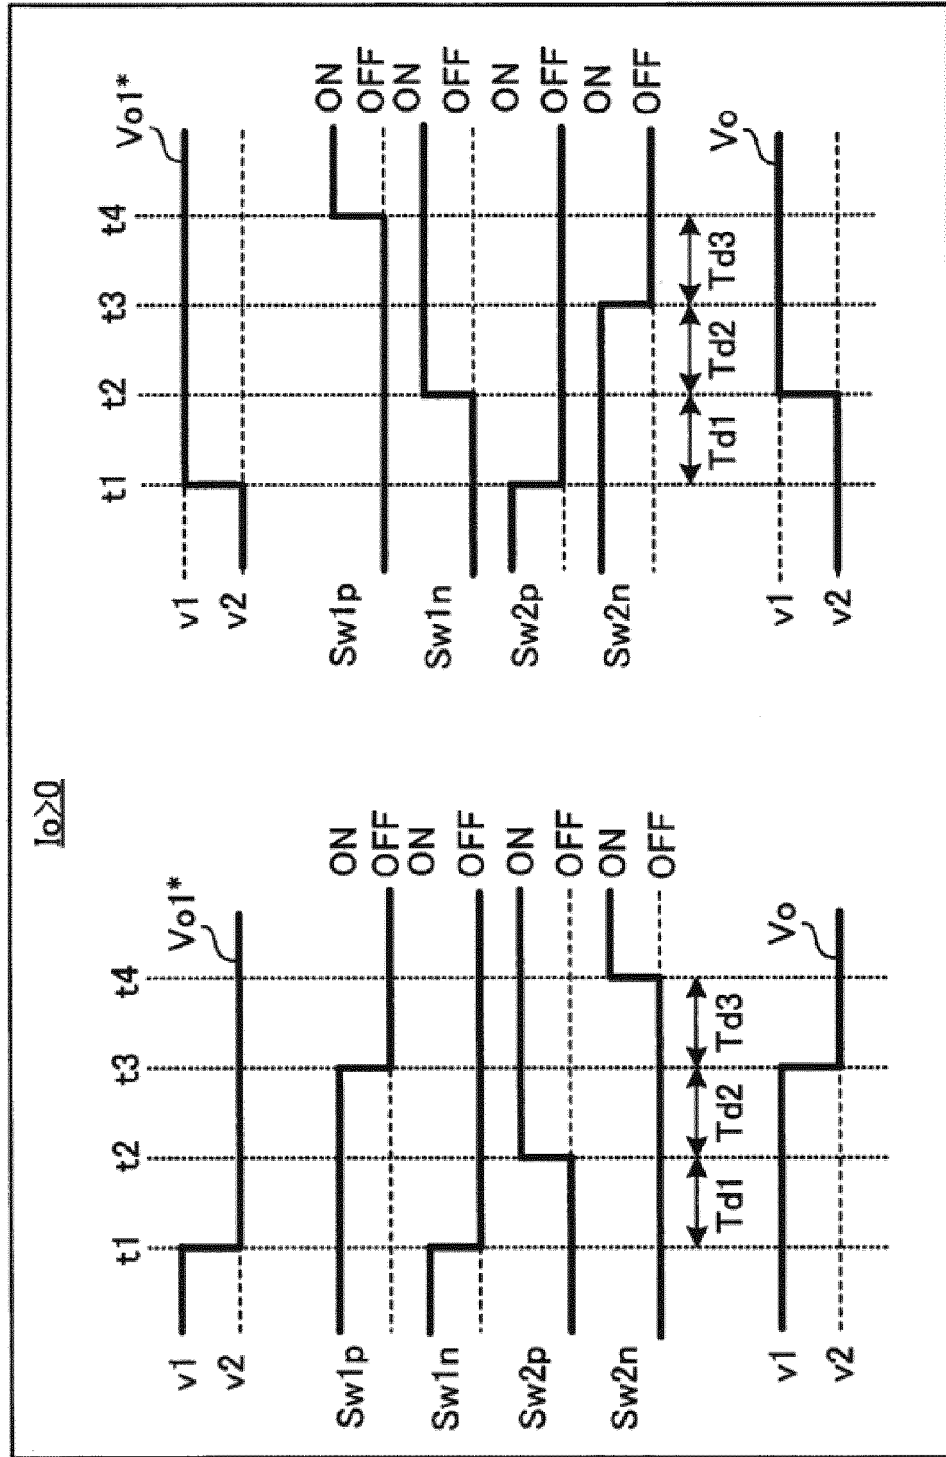 Io>0
t1 t2 t3 t4
Vo1*
v1
v2
Sw1p
ON
OFF
Sw1n
ON
OFF
Sw2p
ON
OFF
Sw2n
ON
OFF
Td1 Td2 Td3
Vo
v1
v2
t1 t2 t3 t4
Vo1*
v1
v2
Sw1p
ON
OFF
Sw1n
ON
OFF
Sw2p
ON
OFF
Sw2n
ON
OFF
Td1 Td2 Td3
Vo
v1
v2